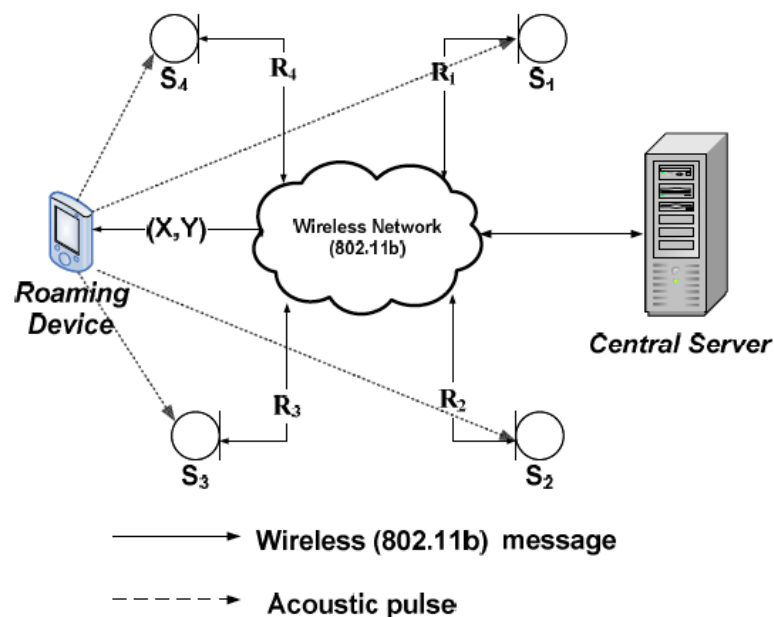 S₄
R₄
R₁
S₁
Wireless Network
(802.11b)
(X,Y)
Roaming
Device
Central Server
R₃
R₂
S₃
S₂
Wireless (802.11b) message
Acoustic pulse